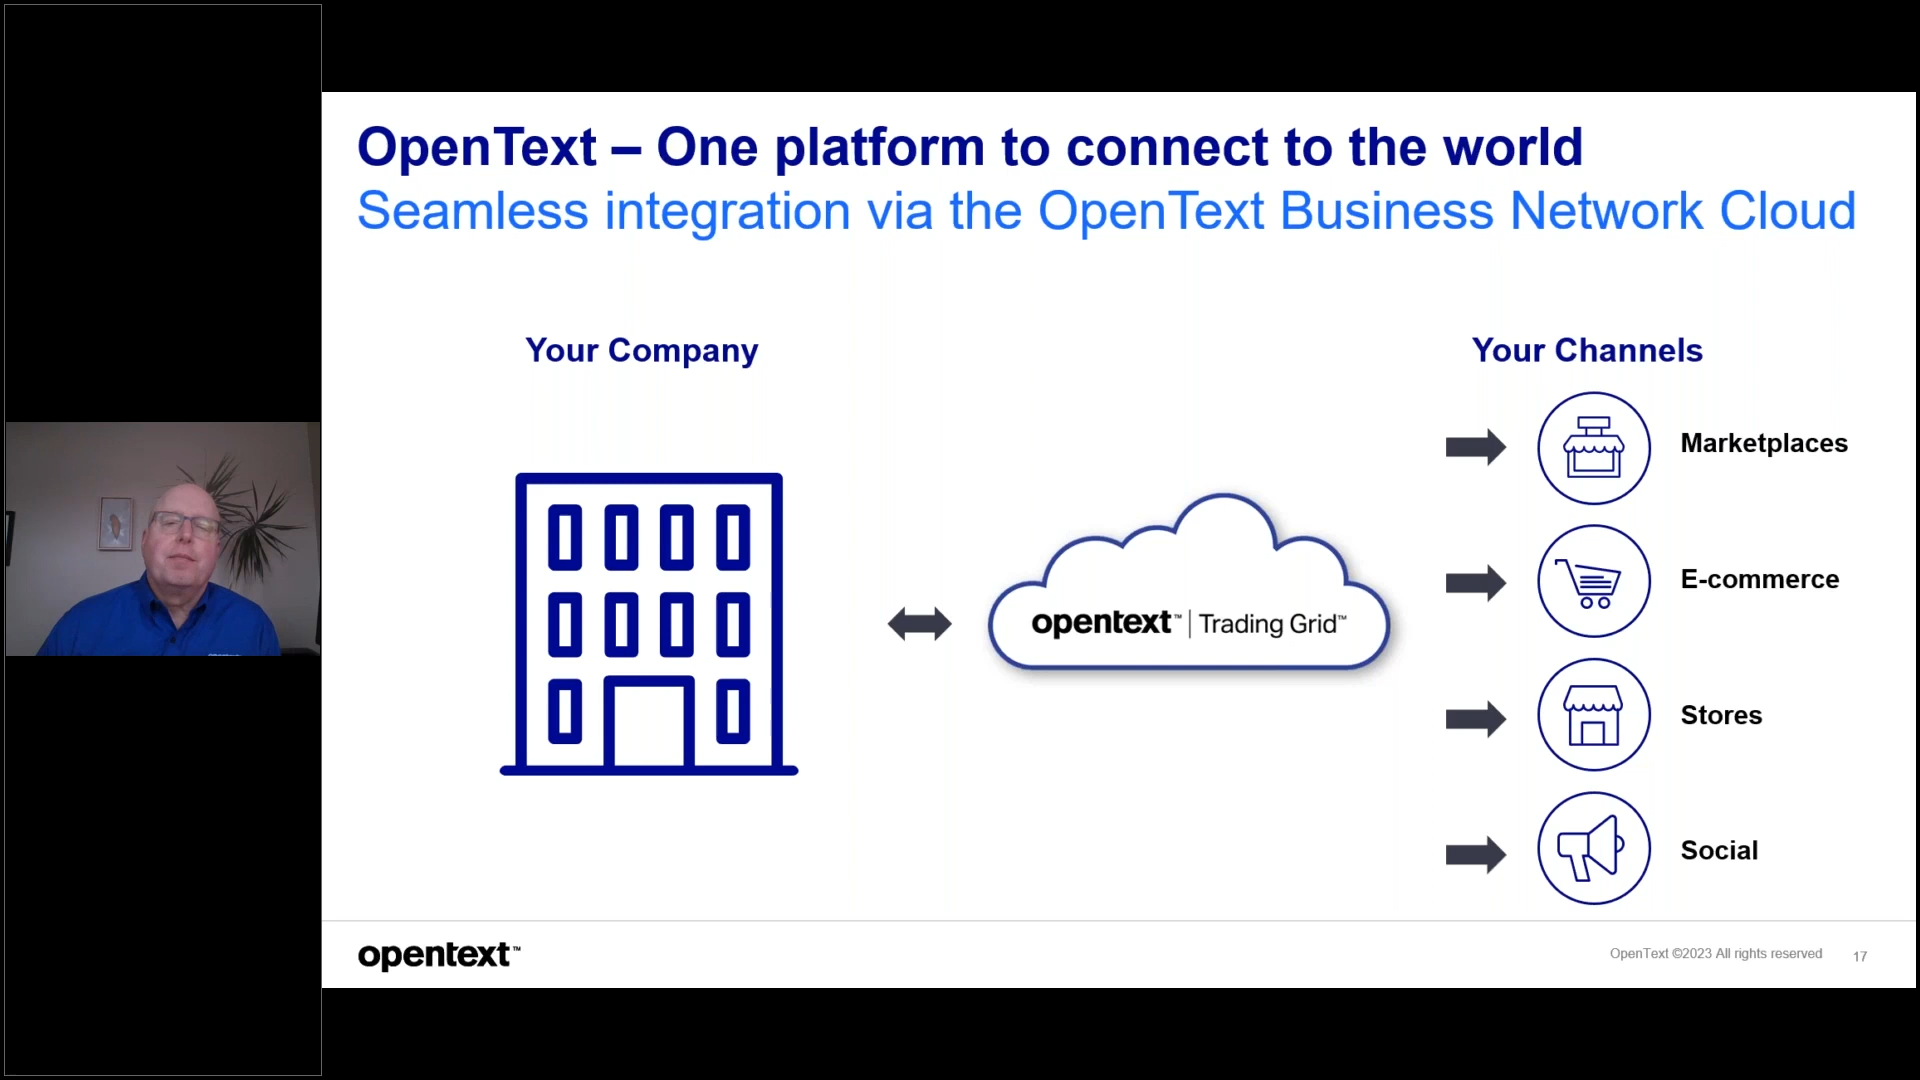 OpenText – One platform to connect to the world
Seamless integration via the OpenText Business Network Cloud
Your Company
Your Channels
Marketplaces
E-commerce
opentext™ | Trading Grid™
Stores
Social
opentext™
OpenText ©2023 All rights reserved
17